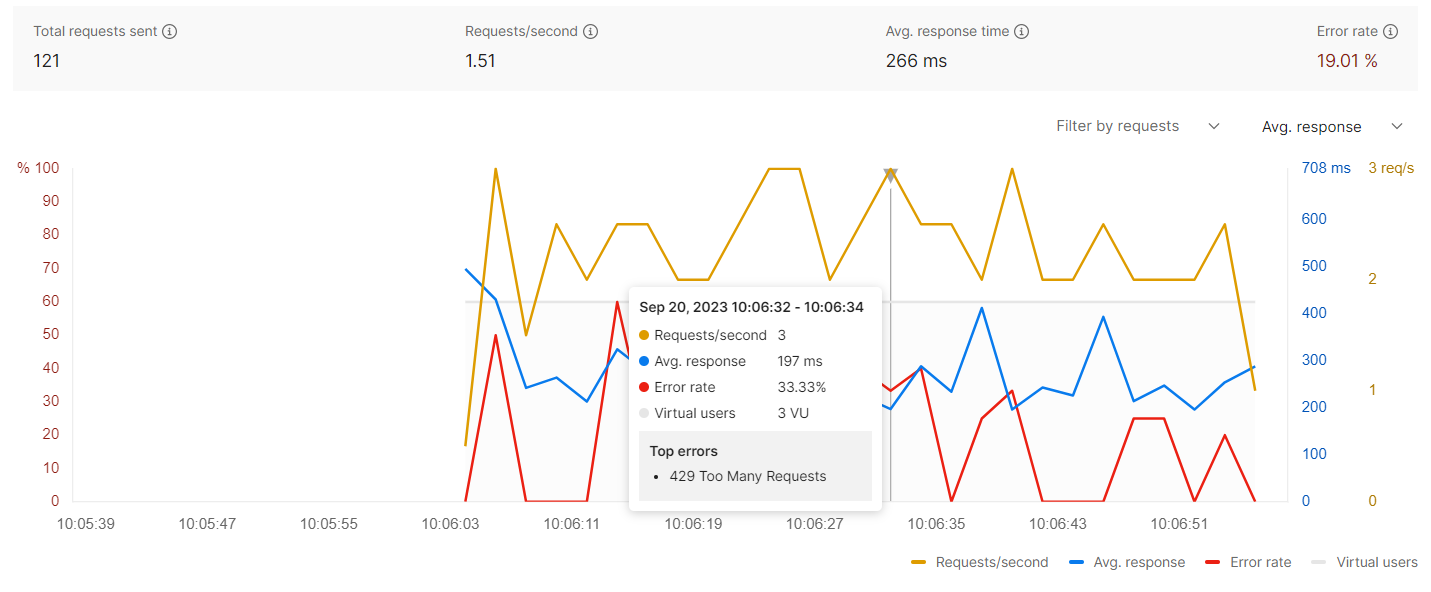 Total requests sent Requests/second Avg. response time Error rate
121 1.51 266 ms 19.01 %
Filter by requests Avg. response
% 100 708 ms 3 req/s
90
80 600
70 500
60
Sep 20, 2023 10:06:32 - 10:06:34
Requests/second 3
Avg. response 197 ms
Error rate 33.33%
Virtual users 3 VU
Top errors
• 429 Too Many Requests
2
50 400
40 300
1
30 200
20
10 100
0 0 0
10:05:39 10:05:47 10:05:55 10:06:03 10:06:11 10:06:19 10:06:27 10:06:35 10:06:43 10:06:51
Requests/second Avg. response Error rate Virtual users